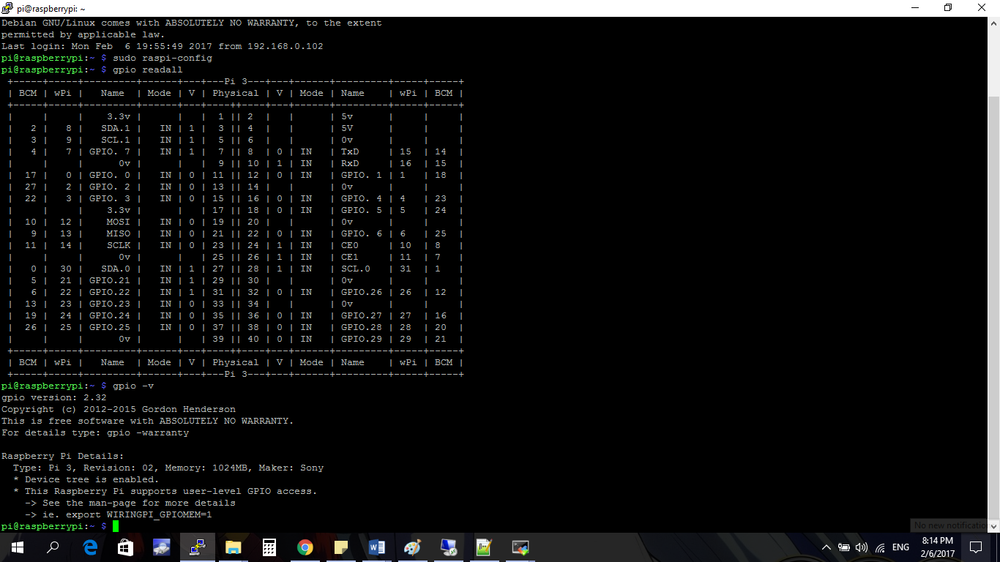 pi@raspberrypi: ~
Debian GNU/Linux comes with ABSOLUTELY NO WARRANTY, to the extent
permitted by applicable law.
Last login: Mon Feb  6 19:55:49 2017 from 192.168.0.102
pi@raspberrypi:~ $ sudo raspi-config
pi@raspberrypi:~ $ gpio readall
 +-----+-----+---------+------+---+---Pi 3---+---+------+---------+-----+-----+
 | BCM | wPi |   Name  | Mode | V | Physical | V | Mode | Name    | wPi | BCM |
 +-----+-----+---------+------+---+----++----+---+------+---------+-----+-----+
 |     |     |    3.3v |      |   |  1 || 2  |   |      | 5v      |     |     |
 |   2 |   8 |   SDA.1 |   IN | 1 |  3 || 4  |   |      | 5V      |     |     |
 |   3 |   9 |   SCL.1 |   IN | 1 |  5 || 6  |   |      | 0v      |     |     |
 |   4 |   7 | GPIO. 7 |   IN | 1 |  7 || 8  | 0 | IN   | TxD     | 15  | 14  |
 |     |     |      0v |      |   |  9 || 10 | 1 | IN   | RxD     | 16  | 15  |
 |  17 |   0 | GPIO. 0 |   IN | 0 | 11 || 12 | 0 | IN   | GPIO. 1 | 1   | 18  |
 |  27 |   2 | GPIO. 2 |   IN | 0 | 13 || 14 |   |      | 0v      |     |     |
 |  22 |   3 | GPIO. 3 |   IN | 0 | 15 || 16 | 0 | IN   | GPIO. 4 | 4   | 23  |
 |     |     |    3.3v |      |   | 17 || 18 | 0 | IN   | GPIO. 5 | 5   | 24  |
 |  10 |  12 |    MOSI |   IN | 0 | 19 || 20 |   |      | 0v      |     |     |
 |   9 |  13 |    MISO |   IN | 0 | 21 || 22 | 0 | IN   | GPIO. 6 | 6   | 25  |
 |  11 |  14 |    SCLK |   IN | 0 | 23 || 24 | 1 | IN   | CE0     | 10  | 8   |
 |     |     |      0v |      |   | 25 || 26 | 1 | IN   | CE1     | 11  | 7   |
 |   0 |  30 |   SDA.0 |   IN | 1 | 27 || 28 | 1 | IN   | SCL.0   | 31  | 1   |
 |   5 |  21 | GPIO.21 |   IN | 1 | 29 || 30 |   |      | 0v      |     |     |
 |   6 |  22 | GPIO.22 |   IN | 1 | 31 || 32 | 0 | IN   | GPIO.26 | 26  | 12  |
 |  13 |  23 | GPIO.23 |   IN | 0 | 33 || 34 |   |      | 0v      |     |     |
 |  19 |  24 | GPIO.24 |   IN | 0 | 35 || 36 | 0 | IN   | GPIO.27 | 27  | 16  |
 |  26 |  25 | GPIO.25 |   IN | 0 | 37 || 38 | 0 | IN   | GPIO.28 | 28  | 20  |
 |     |     |      0v |      |   | 39 || 40 | 0 | IN   | GPIO.29 | 29  | 21  |
 +-----+-----+---------+------+---+----++----+---+------+---------+-----+-----+
 | BCM | wPi |   Name  | Mode | V | Physical | V | Mode | Name    | wPi | BCM |
 +-----+-----+---------+------+---+---Pi 3---+---+------+---------+-----+-----+
pi@raspberrypi:~ $ gpio -v
gpio version: 2.32
Copyright (c) 2012-2015 Gordon Henderson
This is free software with ABSOLUTELY NO WARRANTY.
For details type: gpio -warranty

Raspberry Pi Details:
  Type: Pi 3, Revision: 02, Memory: 1024MB, Maker: Sony
  * Device tree is enabled.
  * This Raspberry Pi supports user-level GPIO access.
    -> See the man-page for more details
    -> ie. export WIRINGPI_GPIOMEM=1
pi@raspberrypi:~ $
No new notification
ENG
8:14 PM
2/6/2017